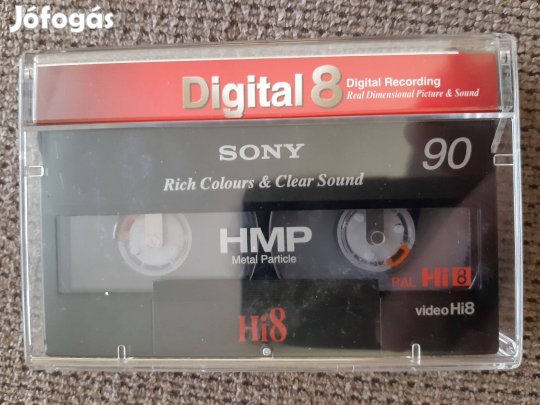 Jófogás
Digital 8 Digital Recording
Real Dimensional Picture & Sound
SONY 90
Rich Colours & Clear Sound
HMP
Metal Particle
PAL Hi8
video Hi8
Hi8